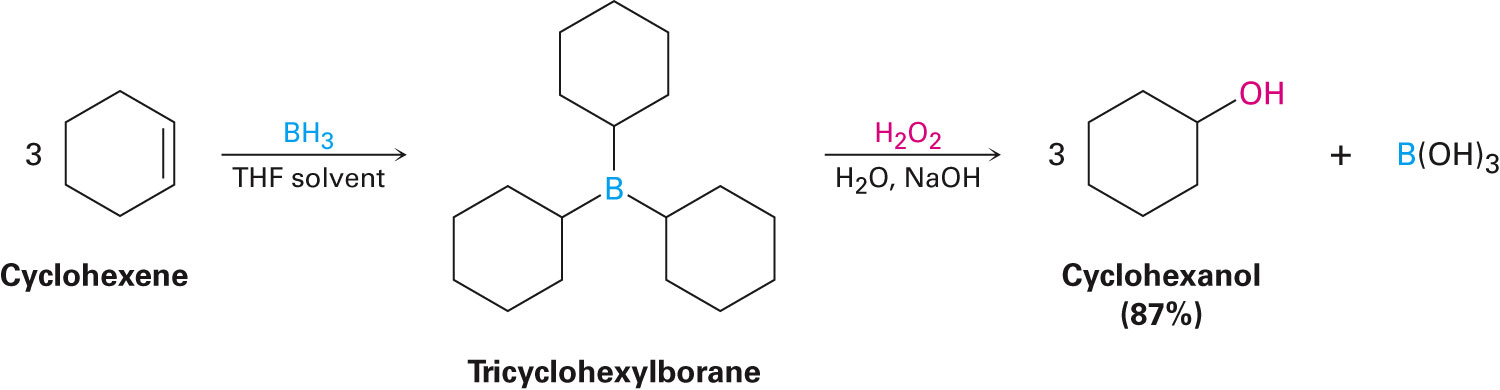 3
Cyclohexene
BH₃
THF solvent
B
Tricyclohexylborane
H₂O₂
H₂O, NaOH
3
OH
Cyclohexanol
(87%)
+
B(OH)₃